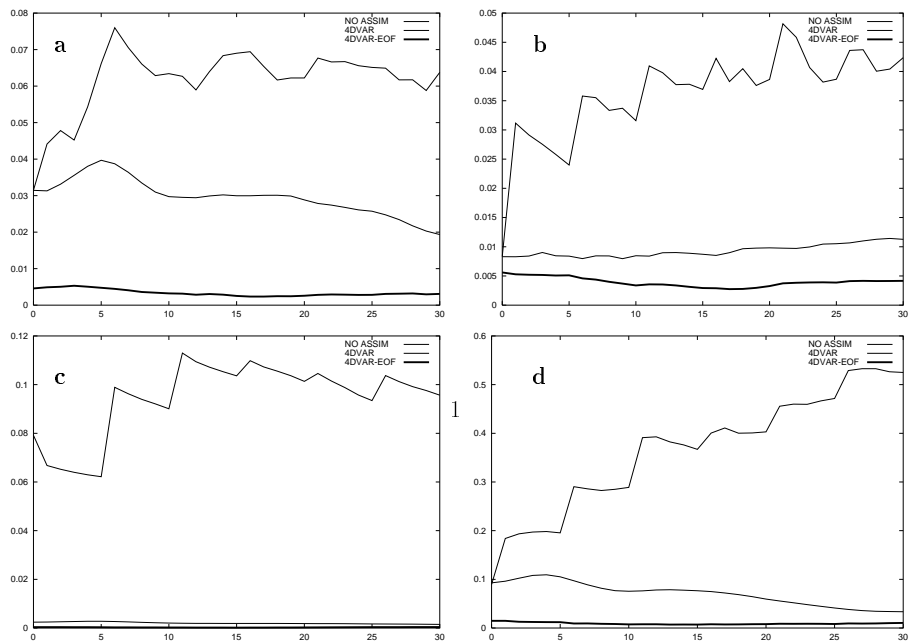 0.08
0.07
0.06
0.05
0.04
0.03
0.02
0.01
0
0 5 10 15 20 25 30
a
NO ASSIM
4DVAR
4DVAR-EOF
0.05
0.045
0.04
0.035
0.03
0.025
0.02
0.015
0.01
0.005
0
0 5 10 15 20 25 30
b
NO ASSIM
4DVAR
4DVAR-EOF
0.12
0.1
0.08
0.06
0.04
0.02
0
0 5 10 15 20 25 30
c
NO ASSIM
4DVAR
4DVAR-EOF
1
0.6
0.5
0.4
0.3
0.2
0.1
0
0 5 10 15 20 25 30
d
NO ASSIM
4DVAR
4DVAR-EOF